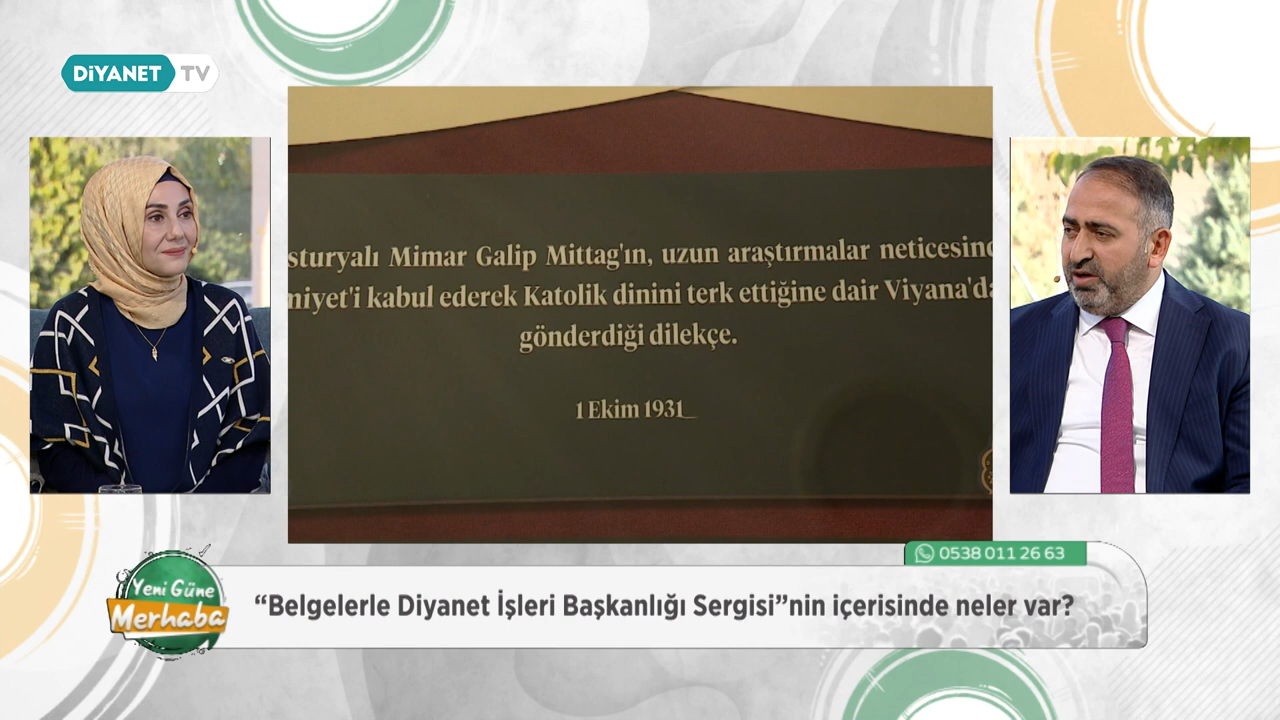 DİYANET TV
sturyalı Mimar Galip Mittag'ın, uzun araştırmalar neticesind
miyet'i kabul ederek Katolik dinini terk ettiğine dair Viyana'da
gönderdiği dilekçe.
1 Ekim 1931
0538 011 26 63
Yeni Güne
Merhaba
“Belgelerle Diyanet İşleri Başkanlığı Sergisi”nin içerisinde neler var?